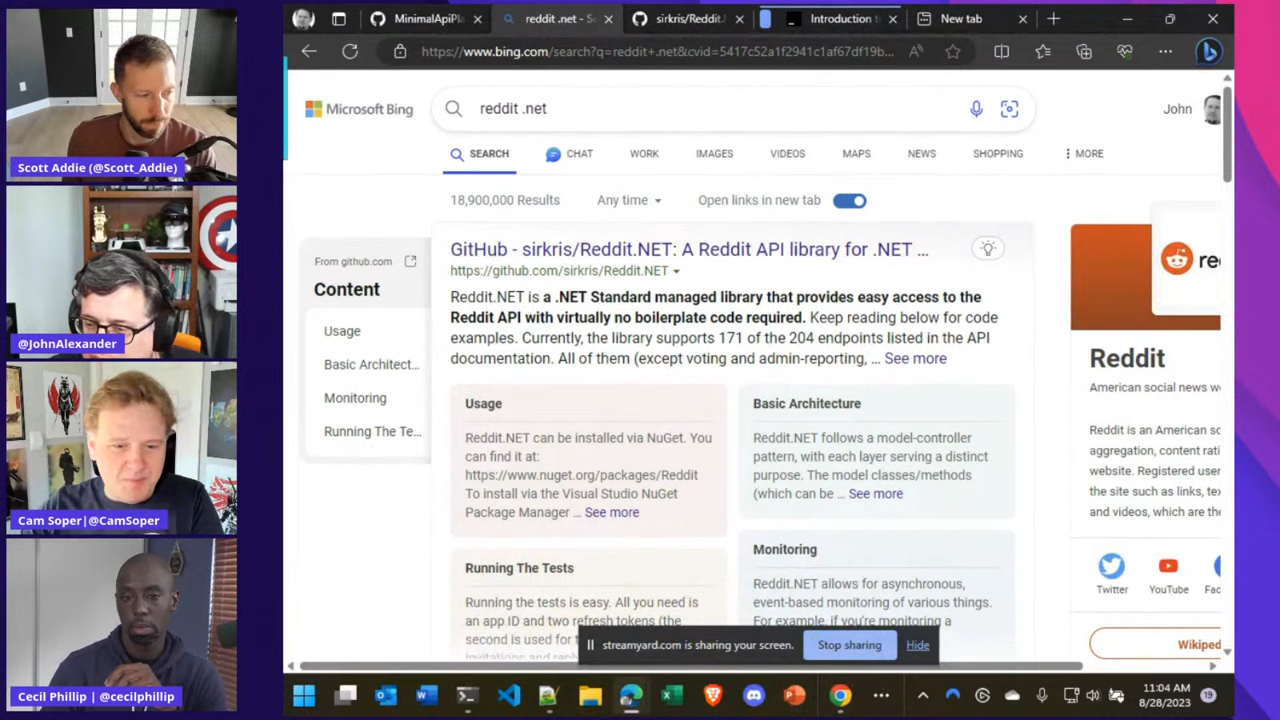 Scott Addie (@Scott_Addie)
@JohnAlexander
Cam Soper|@CamSoper
Cecil Phillip | @cecilphillip
MinimalApiPla
reddit .net - Se
sirkris/Reddit.
Introduction to
New tab
https://www.bing.com/search?q=reddit+.net&cvid=5417c52a1f2941c1af67df19b...
Microsoft Bing
reddit .net
John
SEARCH
CHAT
WORK
IMAGES
VIDEOS
MAPS
NEWS
SHOPPING
MORE
18,900,000 Results
Any time
Open links in new tab
From github.com
Content
Usage
Basic Architect...
Monitoring
Running The Te...
GitHub - sirkris/Reddit.NET: A Reddit API library for .NET ...
https://github.com/sirkris/Reddit.NET
Reddit.NET is a .NET Standard managed library that provides easy access to the
Reddit API with virtually no boilerplate code required. Keep reading below for code
examples. Currently, the library supports 171 of the 204 endpoints listed in the API
documentation. All of them (except voting and admin-reporting, ... See more
Usage
Reddit.NET can be installed via NuGet. You
can find it at:
https://www.nuget.org/packages/Reddit
To install via the Visual Studio NuGet
Package Manager ... See more
Basic Architecture
Reddit.NET follows a model-controller
pattern, with each layer serving a distinct
purpose. The model classes/methods
(which can be ... See more
Running The Tests
Running the tests is easy. All you need is
an app ID and two refresh tokens (the
second is used for t
invitations and repl
Monitoring
Reddit.NET allows for asynchronous,
event-based monitoring of various things.
For example, if you're monitoring a
re
Reddit
American social news we
Reddit is an American sc
aggregation, content rati
website. Registered user
the site such as links, tex
and videos, which are the
Twitter
YouTube
Fac
Wikiped
streamyard.com is sharing your screen.
Stop sharing
Hide
11:04 AM
8/28/2023
19